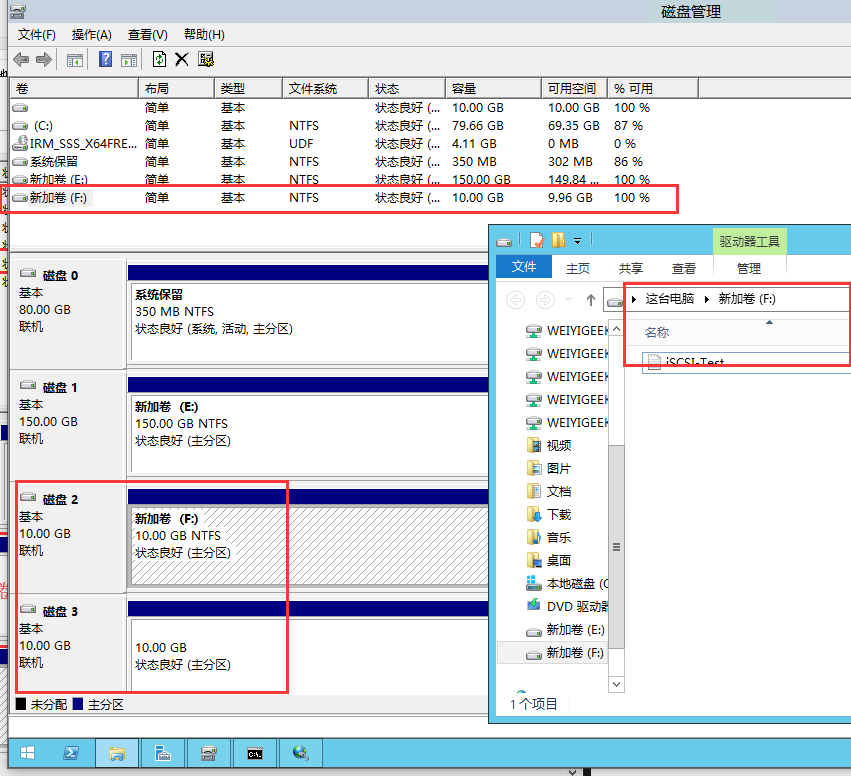 磁盘管理
文件(F) 操作(A) 查看(V) 帮助(H)
卷 布局 类型 文件系统 状态 容量 可用空间 % 可用
简单 基本 状态良好 (... 10.00 GB 10.00 GB 100 %
(C:) 简单 基本 NTFS 状态良好 (... 79.66 GB 69.35 GB 87 %
IRM_SSS_X64FRE... 简单 基本 UDF 状态良好 (... 4.11 GB 0 MB 0 %
系统保留 简单 基本 NTFS 状态良好 (... 350 MB 302 MB 86 %
新加卷 (E:) 简单 基本 NTFS 状态良好 (... 150.00 GB 149.84 ... 100 %
新加卷 (F:) 简单 基本 NTFS 状态良好 (... 10.00 GB 9.96 GB 100 %
磁盘 0
基本
80.00 GB
联机
系统保留
350 MB NTFS
状态良好 (系统, 活动, 主分区)
磁盘 1
基本
150.00 GB
联机
新加卷 (E:)
150.00 GB NTFS
状态良好 (主分区)
磁盘 2
基本
10.00 GB
联机
新加卷 (F:)
10.00 GB NTFS
状态良好 (主分区)
磁盘 3
基本
10.00 GB
联机
10.00 GB
状态良好 (主分区)
未分配 主分区
驱动器工具
文件 主页 共享 查看 管理
这台电脑 新加卷 (F:)
名称
iSCSI-Test
WEIYIGEEK
WEIYIGEEK
WEIYIGEEK
WEIYIGEEK
WEIYIGEEK
视频
图片
文档
下载
音乐
桌面
本地磁盘 (C
DVD 驱动器
新加卷 (E:)
新加卷 (F:)
1 个项目
C:\.